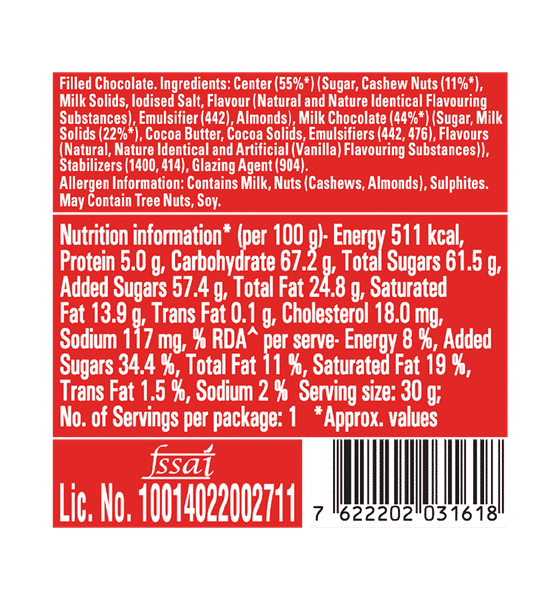 Filled Chocolate. Ingredients: Center (55%*) (Sugar, Cashew Nuts (11%*),
Milk Solids, Iodised Salt, Flavour (Natural and Nature Identical Flavouring
Substances), Emulsifier (442), Almonds), Milk Chocolate (44%*) (Sugar, Milk
Solids (22%*), Cocoa Butter, Cocoa Solids, Emulsifiers (442, 476), Flavours
(Natural, Nature Identical and Artificial (Vanilla) Flavouring Substances)),
Stabilizers (1400, 414), Glazing Agent (904).
Allergen Information: Contains Milk, Nuts (Cashews, Almonds), Sulphites.
May Contain Tree Nuts, Soy.
Nutrition information* (per 100 g)- Energy 511 kcal,
Protein 5.0 g, Carbohydrate 67.2 g, Total Sugars 61.5 g,
Added Sugars 57.4 g, Total Fat 24.8 g, Saturated
Fat 13.9 g, Trans Fat 0.1 g, Cholesterol 18.0 mg,
Sodium 117 mg, % RDA^ per serve- Energy 8 %, Added
Sugars 34.4 %, Total Fat 11 %, Saturated Fat 19 %,
Trans Fat 1.5 %, Sodium 2 % Serving size: 30 g;
No. of Servings per package: 1 *Approx. values
fssai
Lic. No. 10014022002711
7 622202 031618